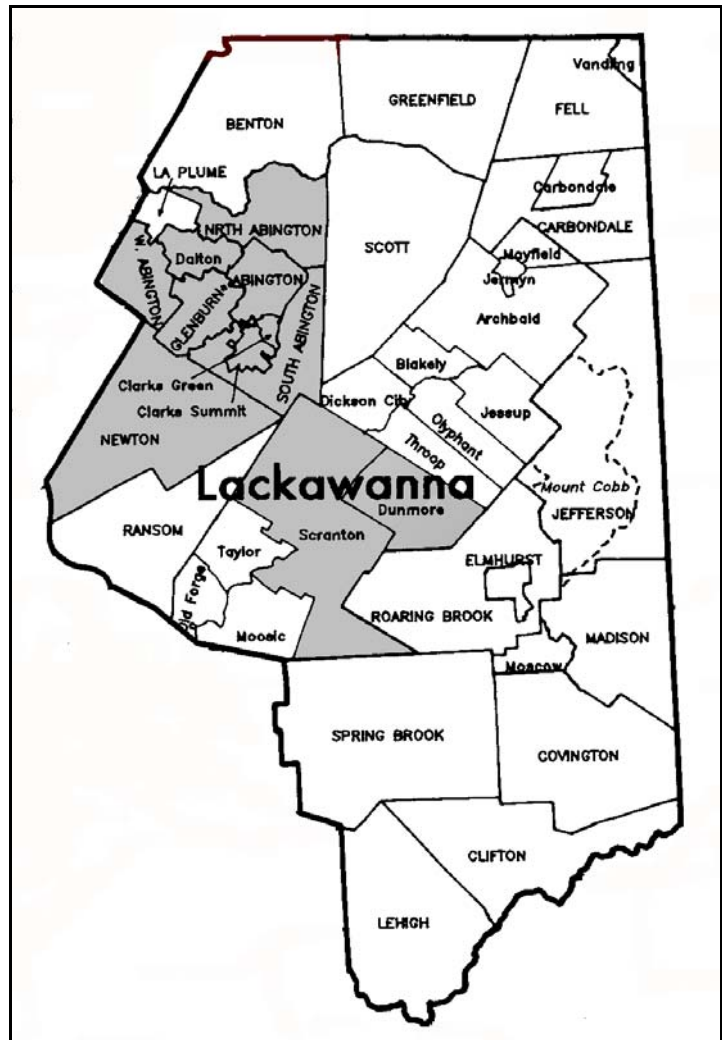 Vandling
GREENFIELD
FELL
BENTON
LA PLUME
Carbondale
NRTH ABINGTON
CARBONDALE
SCOTT
Mayfield
Dalton
W. ABINGTON
ABINGTON
Jermyn
GLENBURN
Archbald
SOUTH ABINGTON
Blakely
Clarks Green
Dickson City
Jessup
Clarks Summit
Olyphant
NEWTON
Throop
Lackawanna
Mount Cobb
Dunmore
JEFFERSON
RANSOM
Scranton
Taylor
ELMHURST
Old Forge
ROARING BROOK
Moosic
MADISON
Moscow
SPRING BROOK
COVINGTON
CLIFTON
LEHIGH